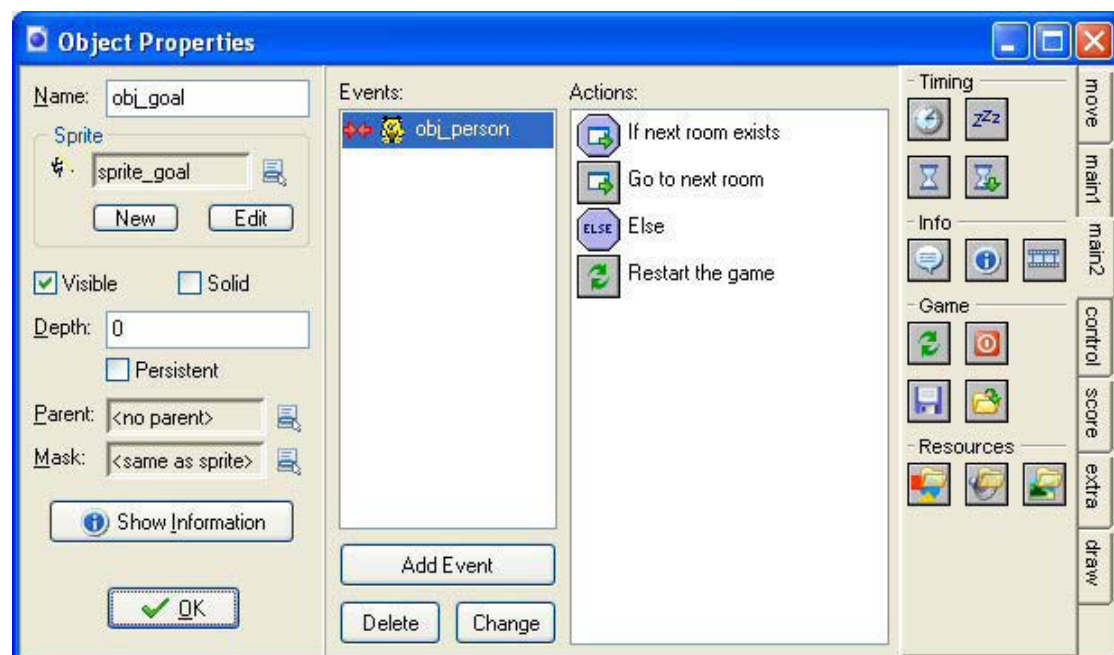 Object Properties
Name: obj_goal
Sprite
sprite_goal
New Edit
Visible Solid
Depth: 0
Persistent
Parent: <no parent>
Mask: <same as sprite>
Show Information
OK
Events:
obj_person
Add Event
Delete Change
Actions:
If next room exists
Go to next room
ELSE Else
Restart the game
Timing
zZz
Info
Game
Resources
move
main1
main2
control
score
extra
draw